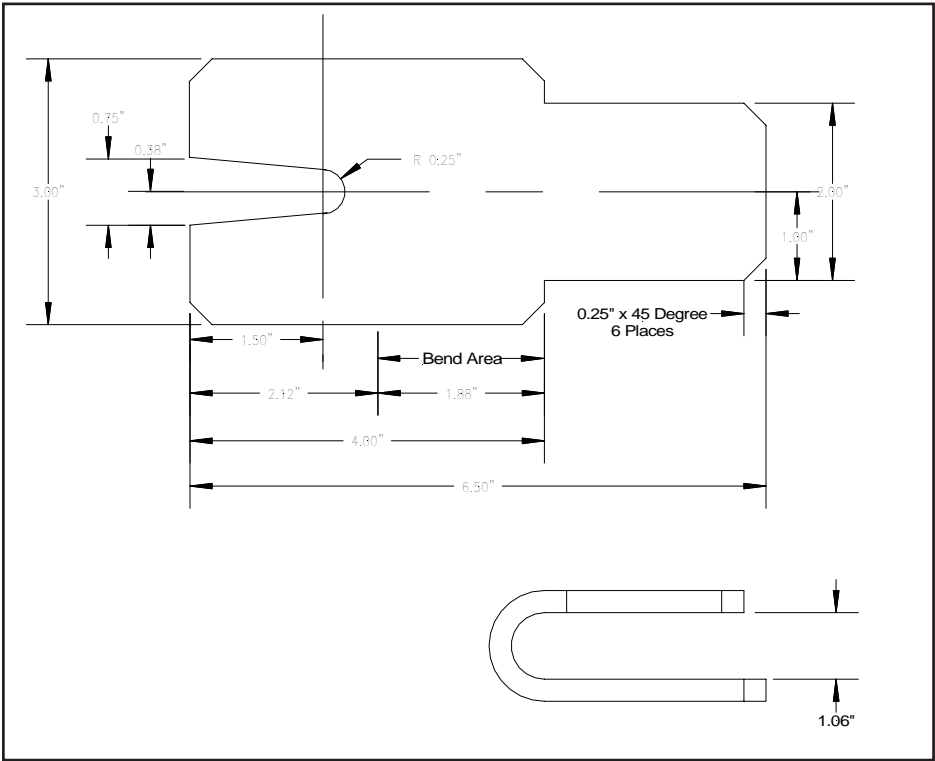 0.75"
0.38"
R 0.25"
3.00"
2.00"
1.00"
0.25" x 45 Degree
6 Places
1.50"
Bend Area
2.12"
1.88"
4.00"
6.50"
1.06"